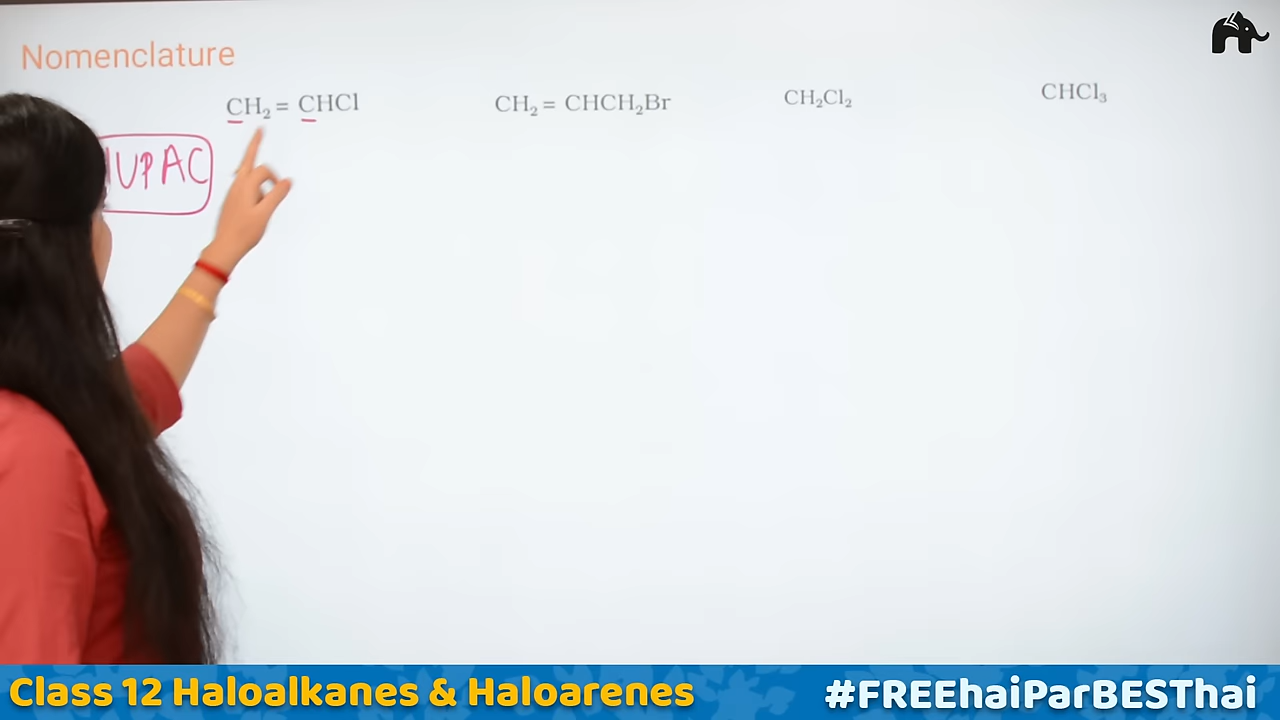 Nomenclature
CH₂ = CHCl
CH₂ = CHCH₂Br
CH₂Cl₂
CHCl₃
IUPAC
Class 12 Haloalkanes & Haloarenes
#FREEhaiParBESThai